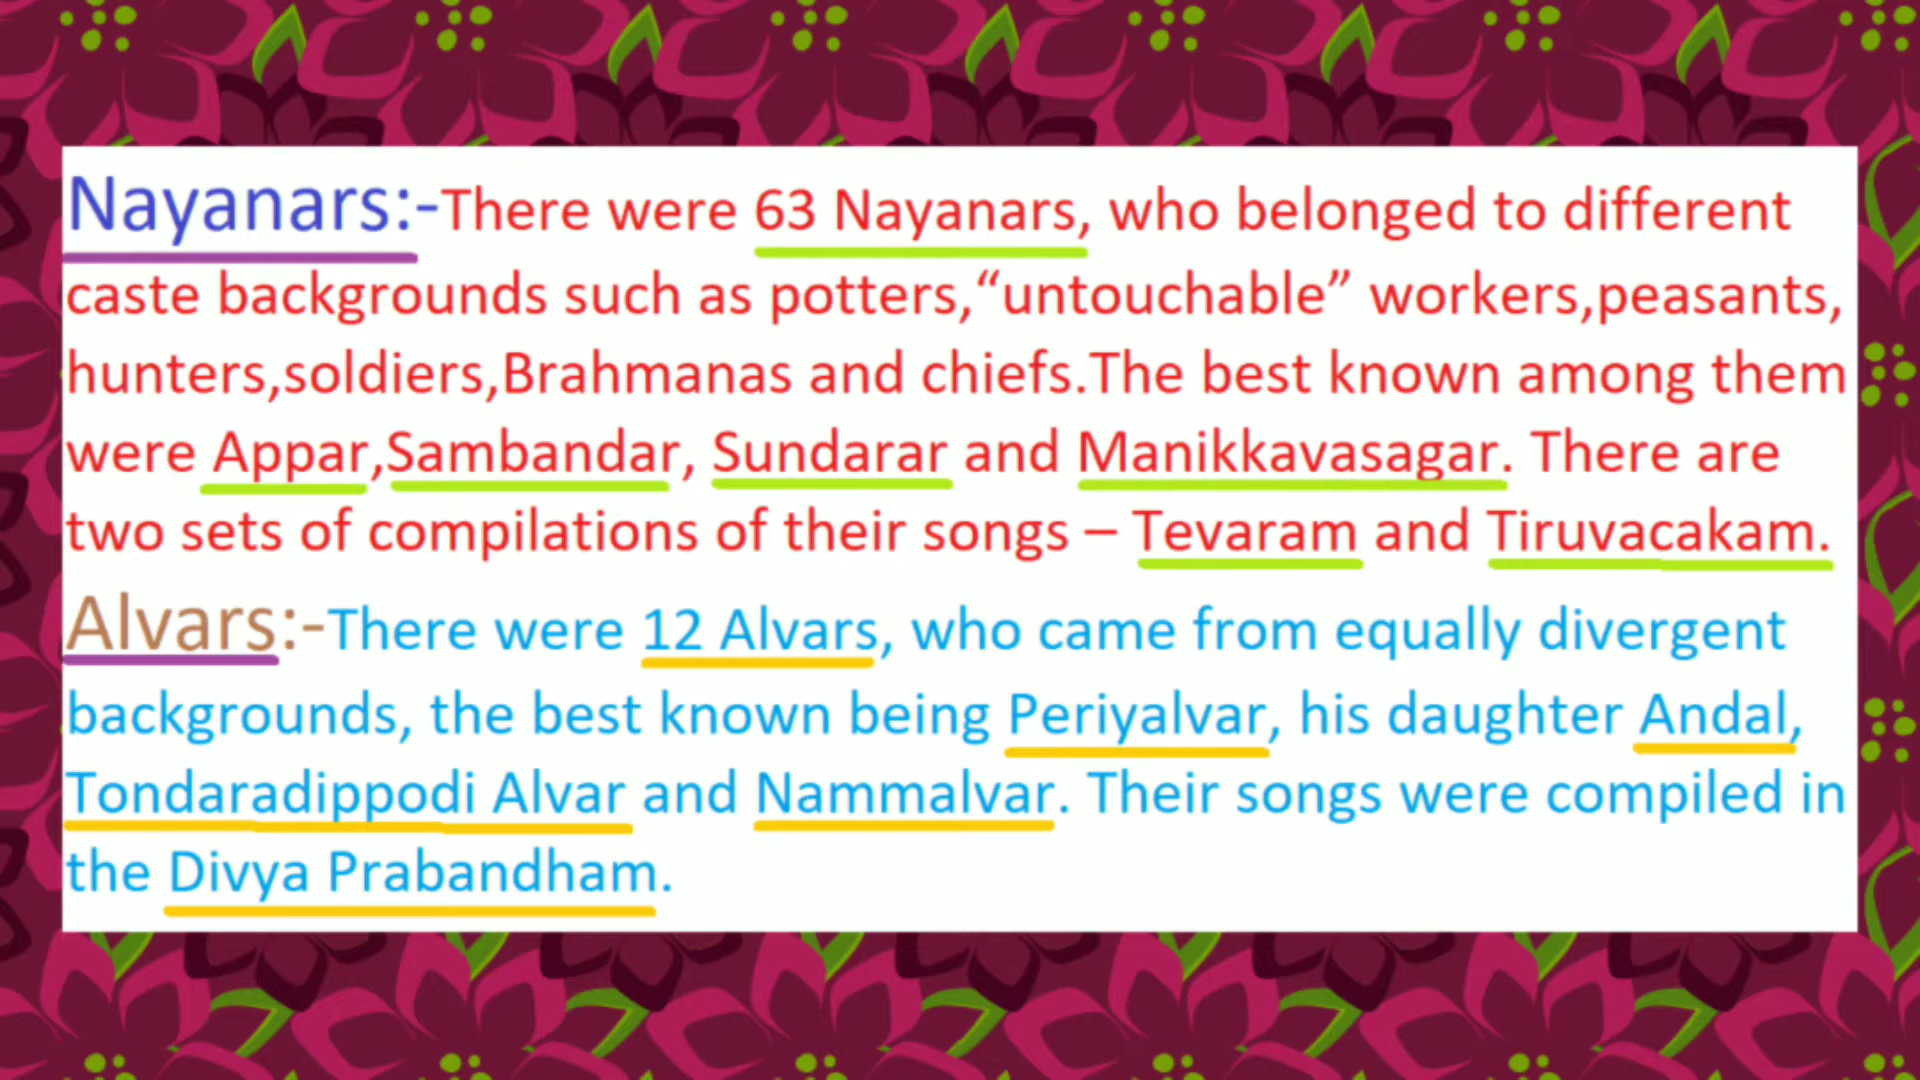 Nayanars:-There were 63 Nayanars, who belonged to different
caste backgrounds such as potters,“untouchable” workers,peasants,
hunters,soldiers,Brahmanas and chiefs.The best known among them
were Appar,Sambandar, Sundarar and Manikkavasagar. There are
two sets of compilations of their songs – Tevaram and Tiruvacakam.
Alvars:-There were 12 Alvars, who came from equally divergent
backgrounds, the best known being Periyalvar, his daughter Andal,
Tondaradippodi Alvar and Nammalvar. Their songs were compiled in
the Divya Prabandham.